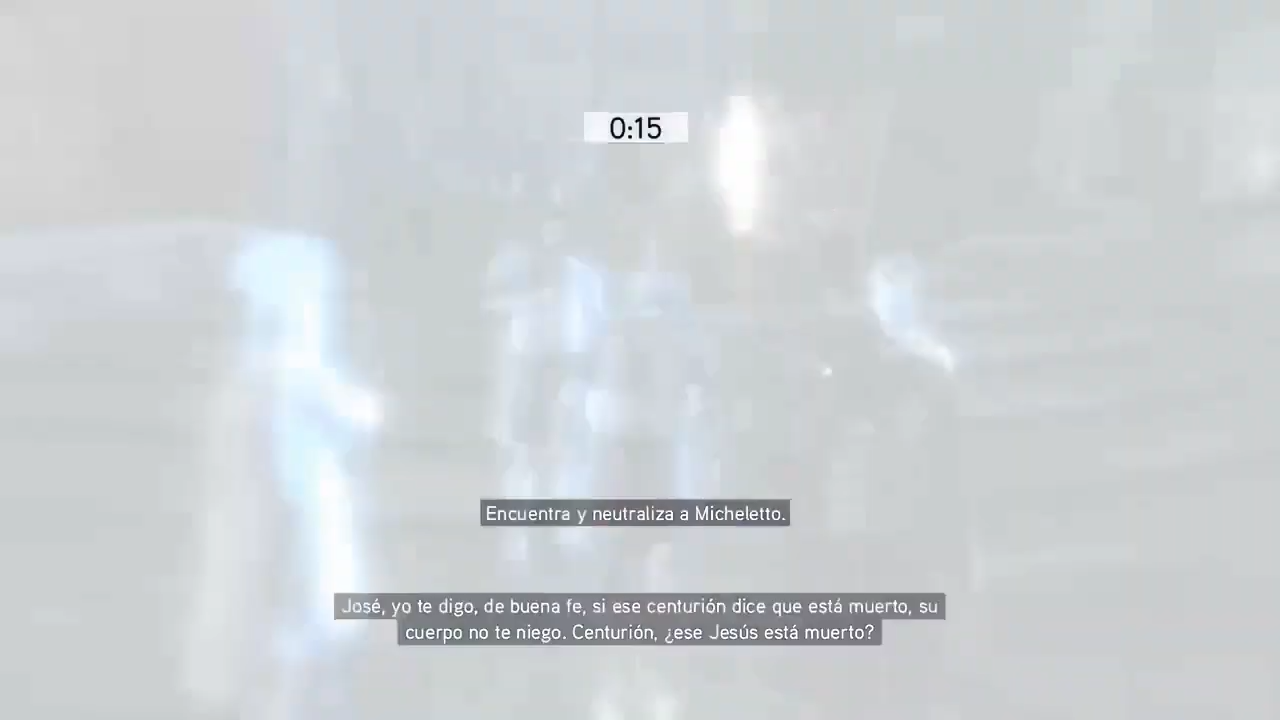 0:15
Encuentra y neutraliza a Micheletto.
José, yo te digo, de buena fe, si ese centurión dice que está muerto, su
cuerpo no te niego. Centurión, ¿ese Jesús está muerto?